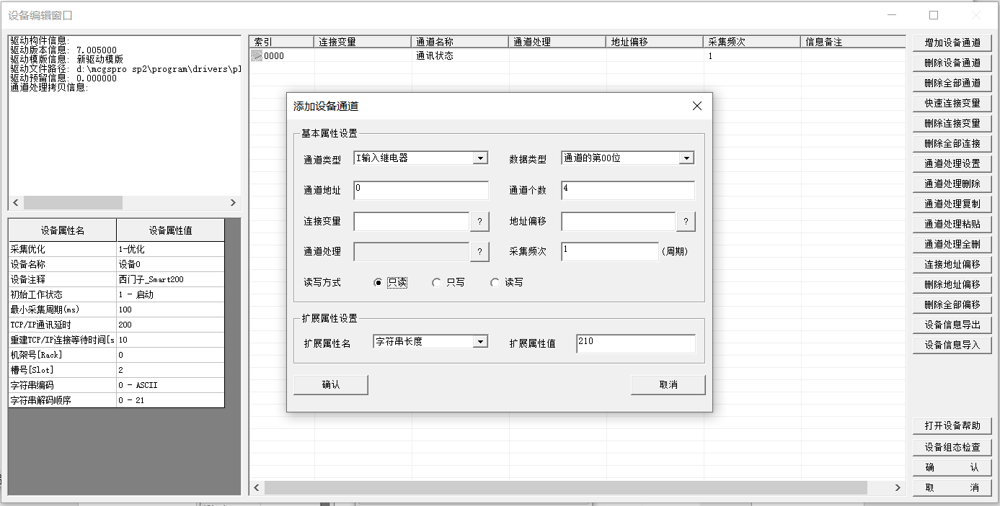 设备编辑窗口
驱动构件信息:
驱动版本信息: 7.005000
驱动模版信息: 新驱动模版
驱动文件路径: d:\mcgspro sp2\program\drivers\pl
驱动预留信息: 0.000000
通道处理拷贝信息:
设备属性名 设备属性值
采集优化 1-优化
设备名称 设备0
设备注释 西门子_Smart200
初始工作状态 1 - 启动
最小采集周期(ms) 100
TCP/IP通讯延时 200
重建TCP/IP连接等待时间[s 10
机架号[Rack] 0
槽号[Slot] 2
字符串编码 0 - ASCII
字符串解码顺序 0 - 21
索引 连接变量 通道名称 通道处理 地址偏移 采集频次 信息备注
0000 通讯状态 1
添加设备通道
基本属性设置
通道类型 I输入继电器 数据类型 通道的第00位
通道地址 0 通道个数 4
连接变量 ? 地址偏移 ?
通道处理 ? 采集频次 1 (周期)
读写方式 只读 只写 读写
扩展属性设置
扩展属性名 字符串长度 扩展属性值 210
确认 取消
增加设备通道
删除设备通道
删除全部通道
快速连接变量
删除连接变量
删除全部连接
通道处理设置
通道处理删除
通道处理复制
通道处理粘贴
通道处理全删
连接地址偏移
删除地址偏移
删除全部偏移
设备信息导出
设备信息导入
打开设备帮助
设备组态检查
确 认
取 消